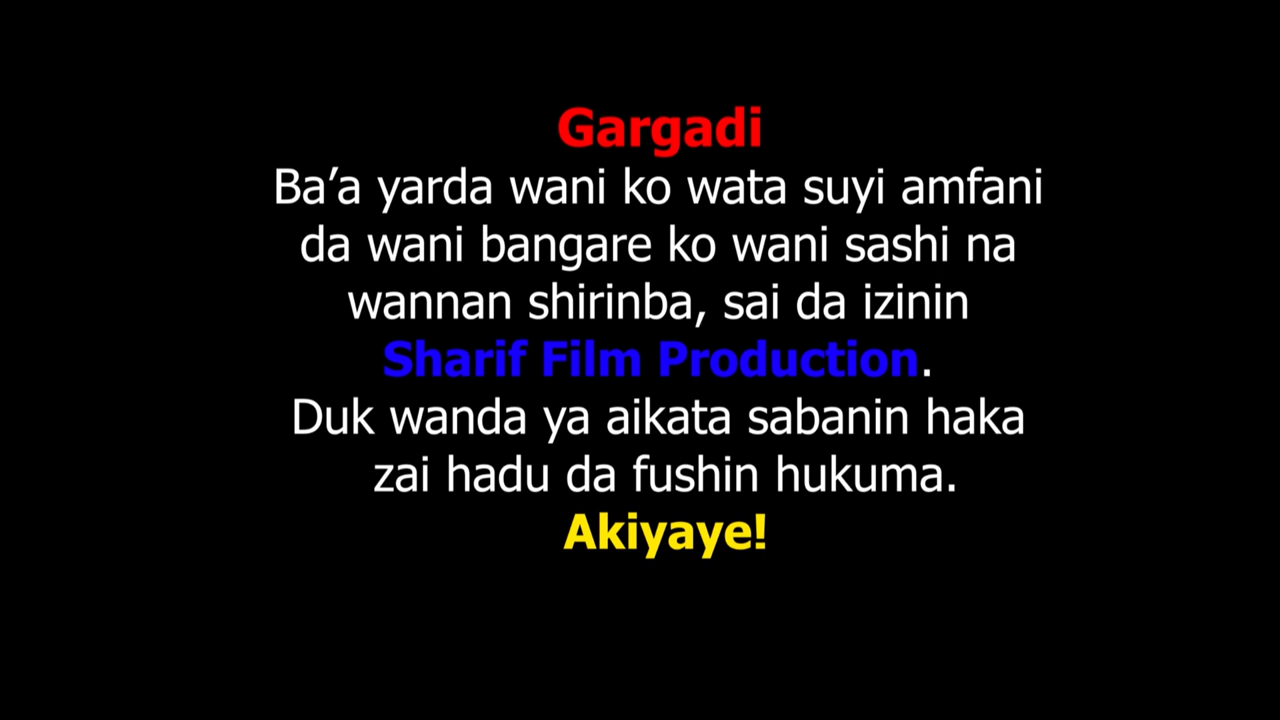 Gargadi
Ba’a yarda wani ko wata suyi amfani
da wani bangare ko wani sashi na
wannan shirinba, sai da izinin
Sharif Film Production.
Duk wanda ya aikata sabanin haka
zai hadu da fushin hukuma.
Akiyaye!